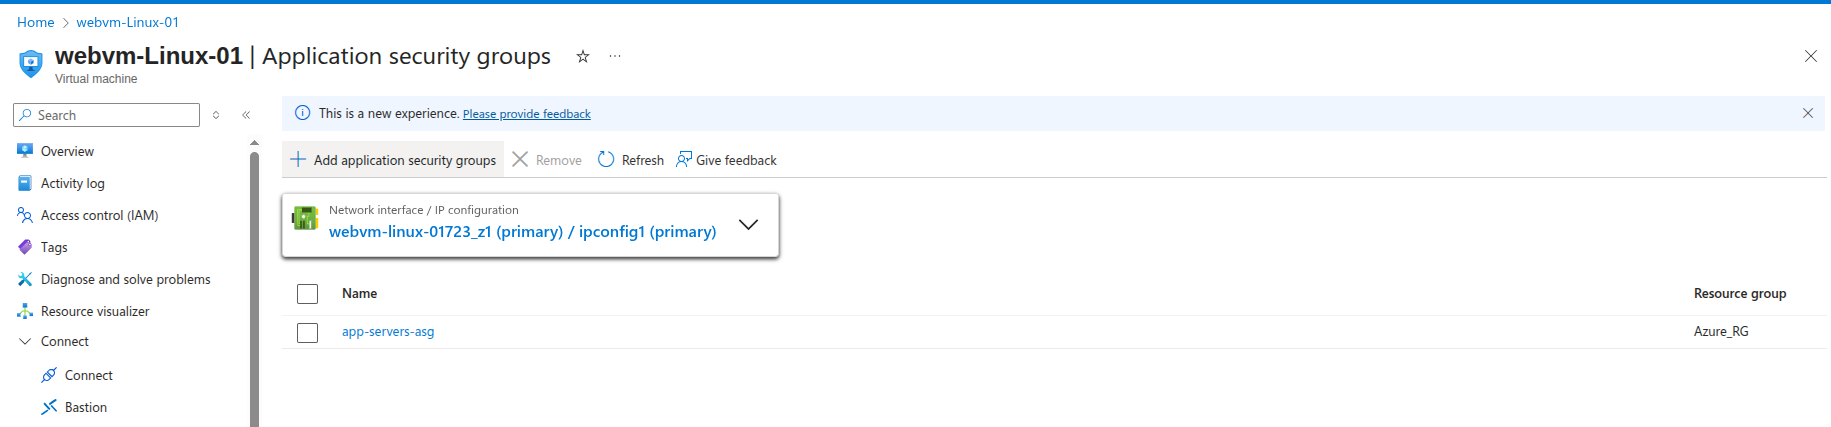 Home > webvm-Linux-01
webvm-Linux-01 | Application security groups
Virtual machine
Search
This is a new experience. Please provide feedback
Add application security groups Remove Refresh Give feedback
Overview
Activity log
Access control (IAM)
Tags
Diagnose and solve problems
Resource visualizer
Connect
Connect
Bastion
Network interface / IP configuration
webvm-linux-01723_z1 (primary) / ipconfig1 (primary)
Name Resource group
app-servers-asg Azure_RG